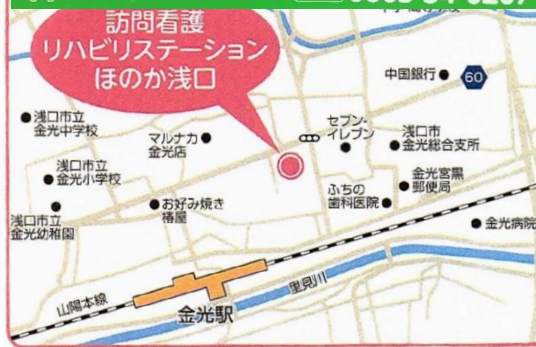 訪問看護
リハビリステーション
ほのか浅口
中国銀行
60
浅口市立
金光中学校
マルナカ
金光店
セブン-
イレブン
浅口市
金光総合支所
浅口市立
金光小学校
金光宮黒
郵便局
お好み焼き
椿屋
ふちの
歯科医院
浅口市立
金光幼稚園
金光病院
山陽本線
里見川
金光駅